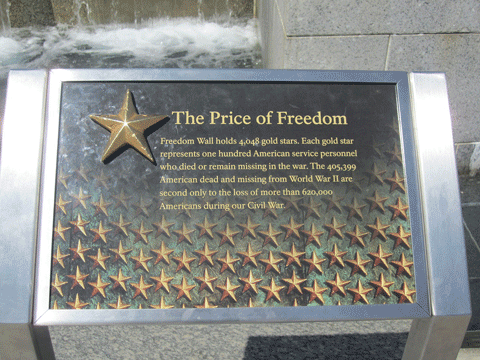 The Price of Freedom
Freedom Wall holds 4,048 gold stars. Each gold star
represents one hundred American service personnel
who died or remain missing in the war. The 405,399
American dead and missing from World War II are
second only to the loss of more than 620,000
Americans during our Civil War.